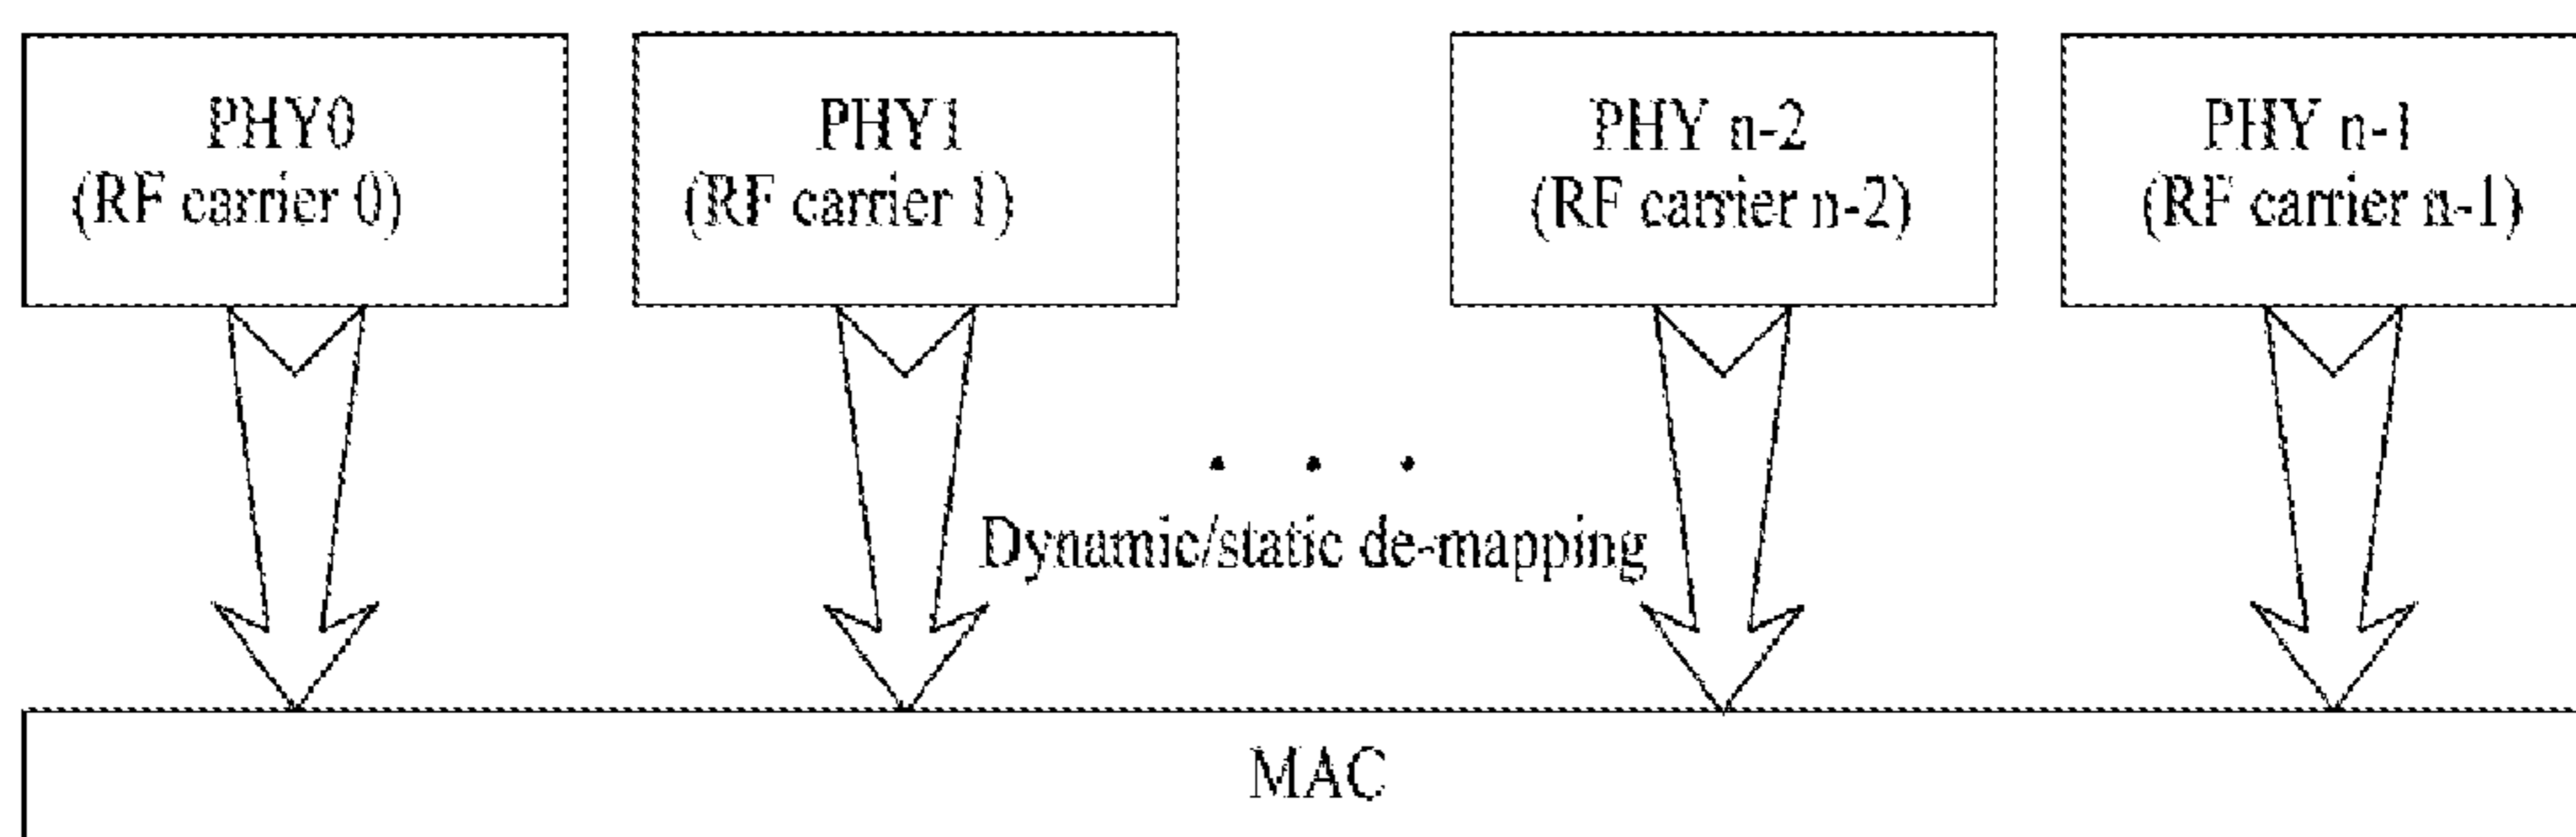 PHY0
(RF carrier 0)
PHY1
(RF carrier 1)
PHY n-2
(RF carrier n-2)
PHY n-1
(RF carrier n-1)
. . .
Dynamic/static de-mapping
MAC